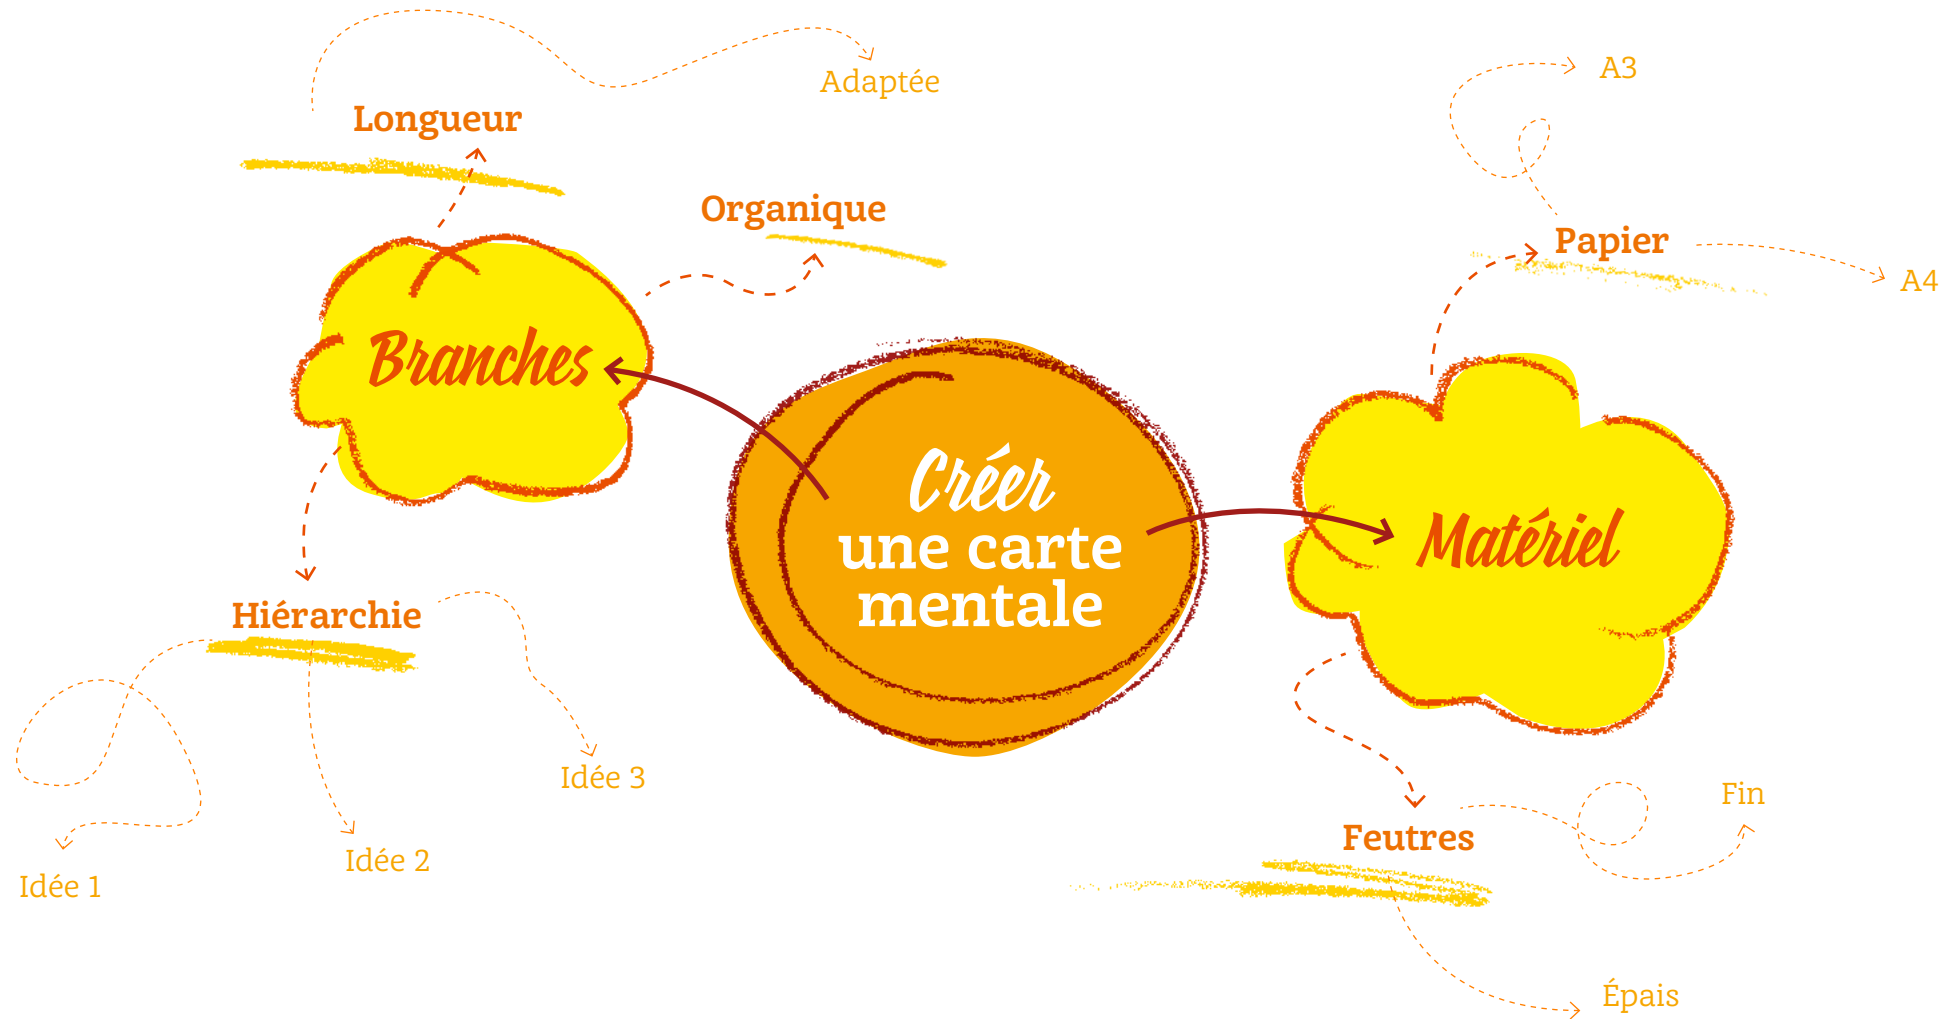 Créer
une carte
mentale
Branches
Longueur
Adaptée
Organique
Hiérarchie
Idée 1
Idée 2
Idée 3
Matériel
Papier
A3
A4
Feutres
Fin
Épais